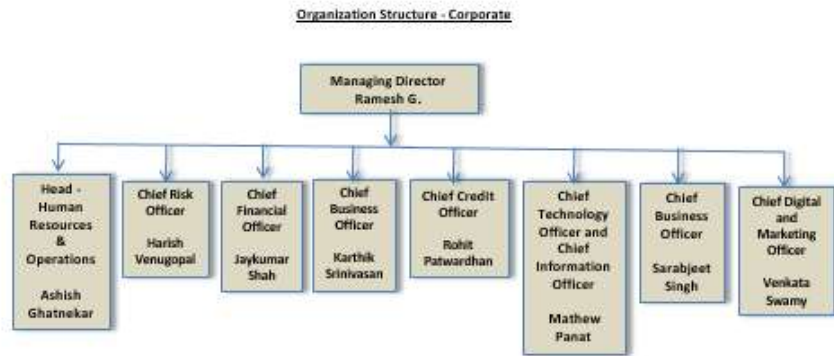 Organization Structure - Corporate
Managing Director
Ramesh G.
Head -
Human
Resources
&
Operations
Ashish
Ghatnekar
Chief Risk
Officer
Harish
Venugopal
Chief
Financial
Officer
Jaykumar
Shah
Chief
Business
Officer
Karthik
Srinivasan
Chief Credit
Officer
Rohit
Patwardhan
Chief
Technology
Officer and
Chief
Information
Officer
Mathew
Panat
Chief
Business
Officer
Sarabjeet
Singh
Chief Digital
and
Marketing
Officer
Venkata
Swamy